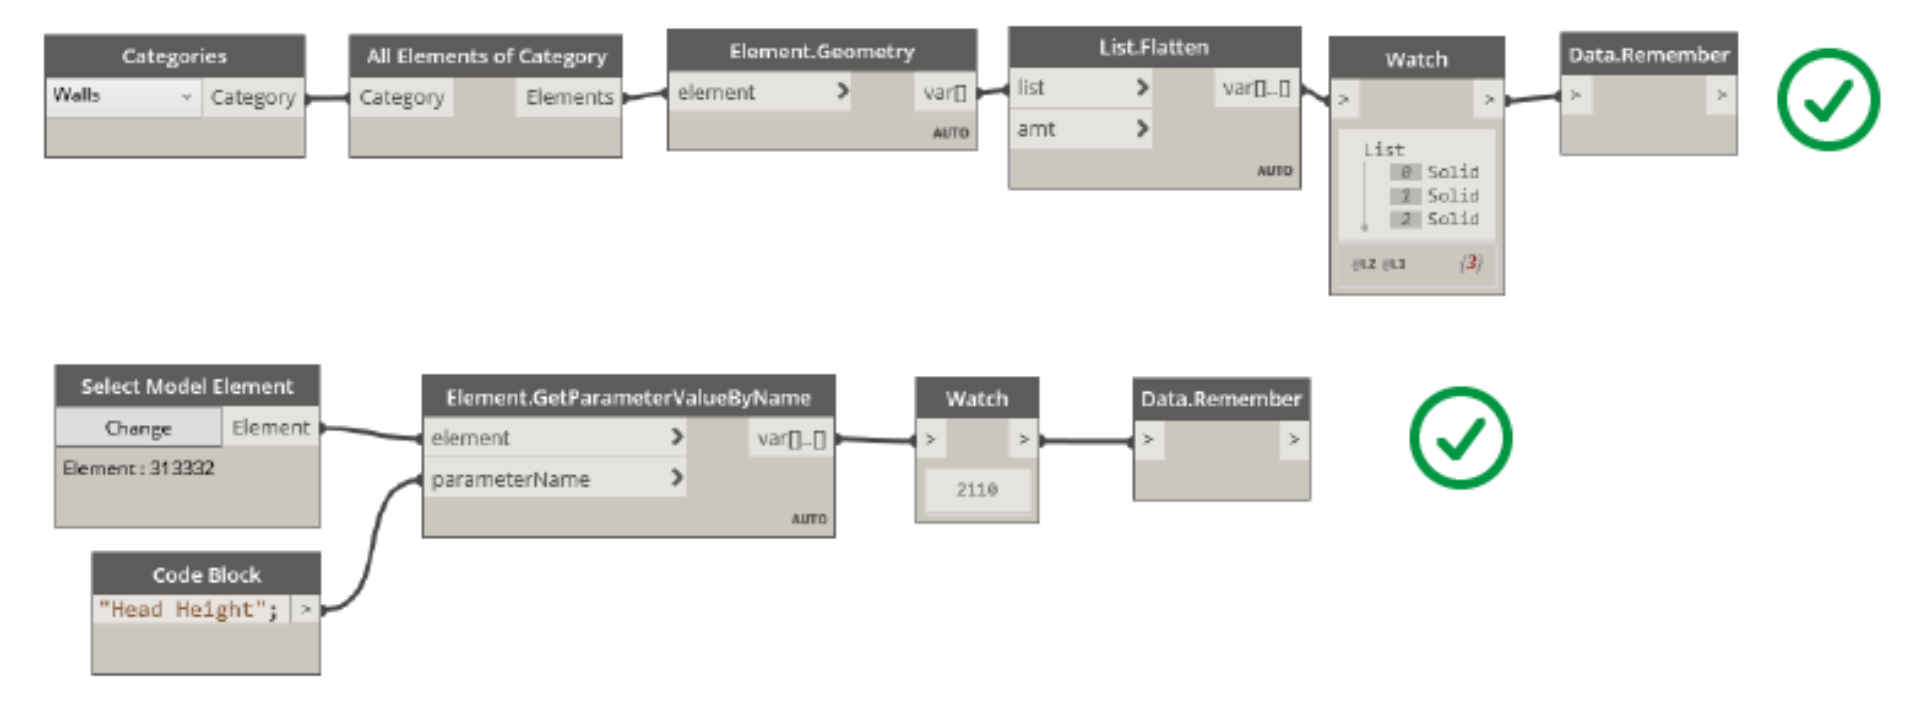 Categories
Walls
Category
All Elements of Category
Category
Elements
Element.Geometry
element >
var[]
AUTO
List.Flatten
list >
var[]..[]
amt >
AUTO
Watch
> >
List
0 Solid
1 Solid
2 Solid
@L2 @L1 {3}
Data.Remember
> >
Select Model Element
Change
Element
Element : 313332
Code Block
"Head Height"; >
Element.GetParameterValueByName
element >
var[]..[]
parameterName >
AUTO
Watch
> >
2110
Data.Remember
> >